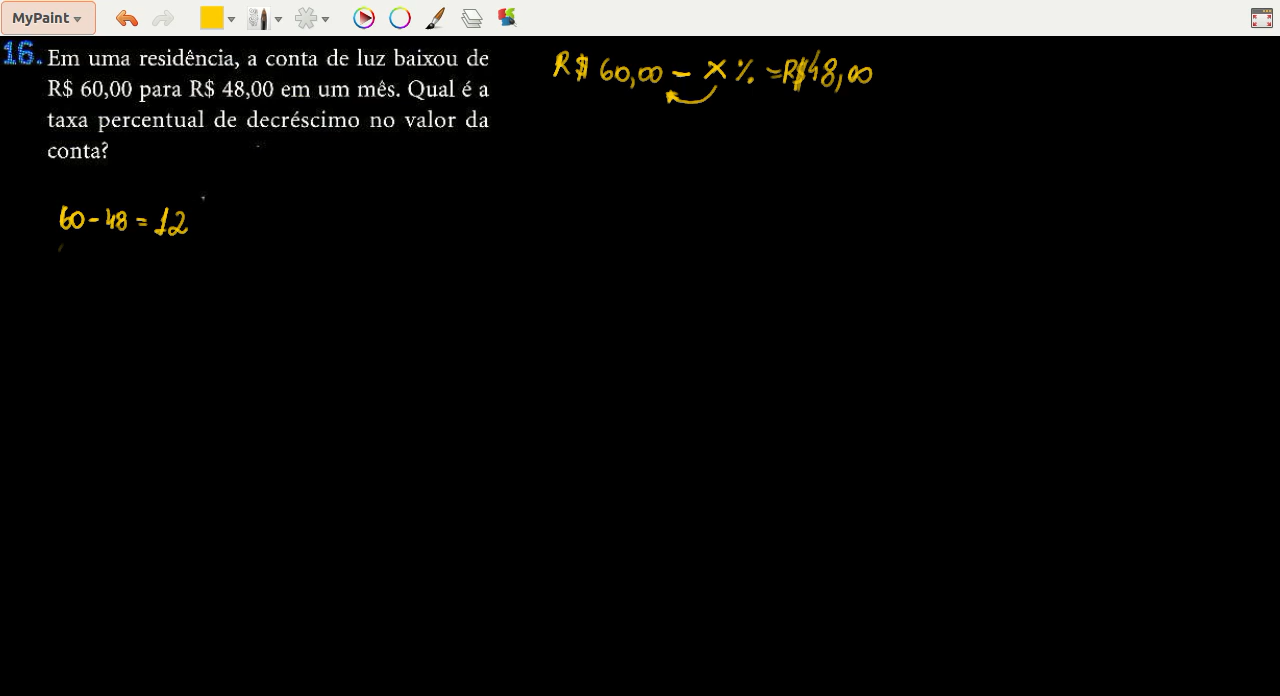 MyPaint
16. Em uma residência, a conta de luz baixou de
R$ 60,00 para R$ 48,00 em um mês. Qual é a
taxa percentual de decréscimo no valor da
conta?
R$ 60,00 - x % = R$ 48,00
60 - 48 = 12